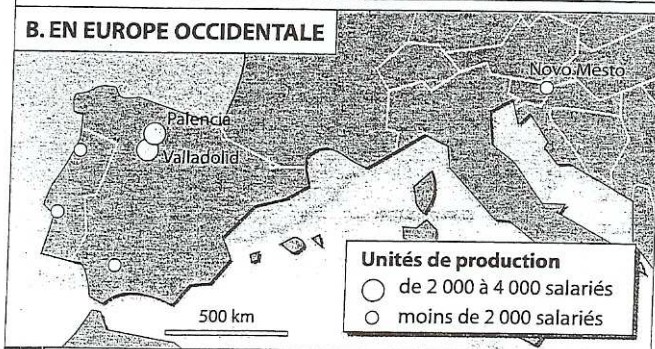 B. EN EUROPE OCCIDENTALE
Novo Mesto
Palencia
Valladolid
Unités de production
de 2 000 à 4 000 salariés
moins de 2 000 salariés
500 km